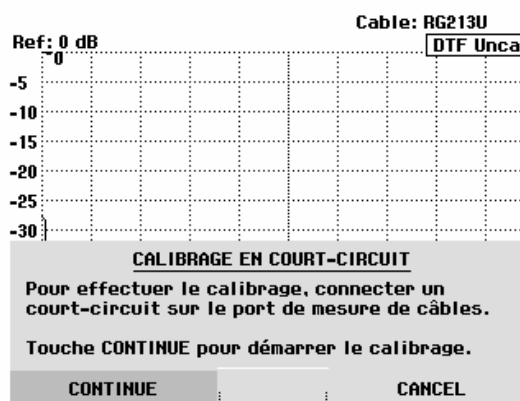 Cable: RG213U
Ref: 0 dB
DTF Unca
0
-5
-10
-15
-20
-25
-30
CALIBRAGE EN COURT-CIRCUIT
Pour effectuer le calibrage, connecter un
court-circuit sur le port de mesure de câbles.
Touche CONTINUE pour démarrer le calibrage.
CONTINUE
CANCEL